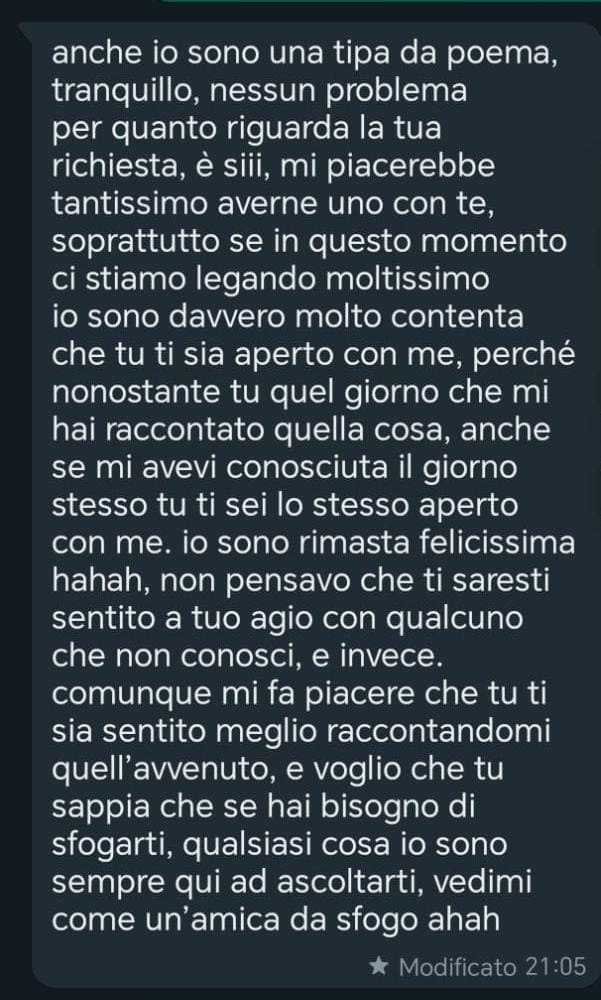 anche io sono una tipa da poema,
tranquillo, nessun problema
per quanto riguarda la tua
richiesta, è siii, mi piacerebbe
tantissimo averne uno con te,
soprattutto se in questo momento
ci stiamo legando moltissimo
io sono davvero molto contenta
che tu ti sia aperto con me, perché
nonostante tu quel giorno che mi
hai raccontato quella cosa, anche
se mi avevi conosciuta il giorno
stesso tu ti sei lo stesso aperto
con me. io sono rimasta felicissima
hahah, non pensavo che ti saresti
sentito a tuo agio con qualcuno
che non conosci, e invece.
comunque mi fa piacere che tu ti
sia sentito meglio raccontandomi
quell’avvenuto, e voglio che tu
sappia che se hai bisogno di
sfogarti, qualsiasi cosa io sono
sempre qui ad ascoltarti, vedimi
come un’amica da sfogo ahah
★ Modificato 21:05